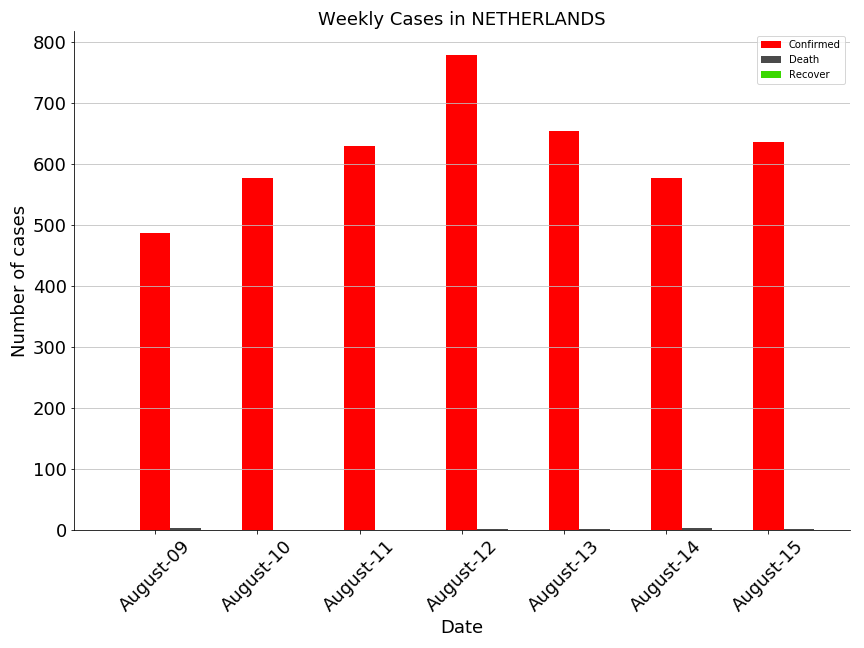 Weekly Cases in NETHERLANDS
Confirmed
Death
Recover
Number of cases
800
700
600
500
400
300
200
100
0
August-09
August-10
August-11
August-12
August-13
August-14
August-15
Date